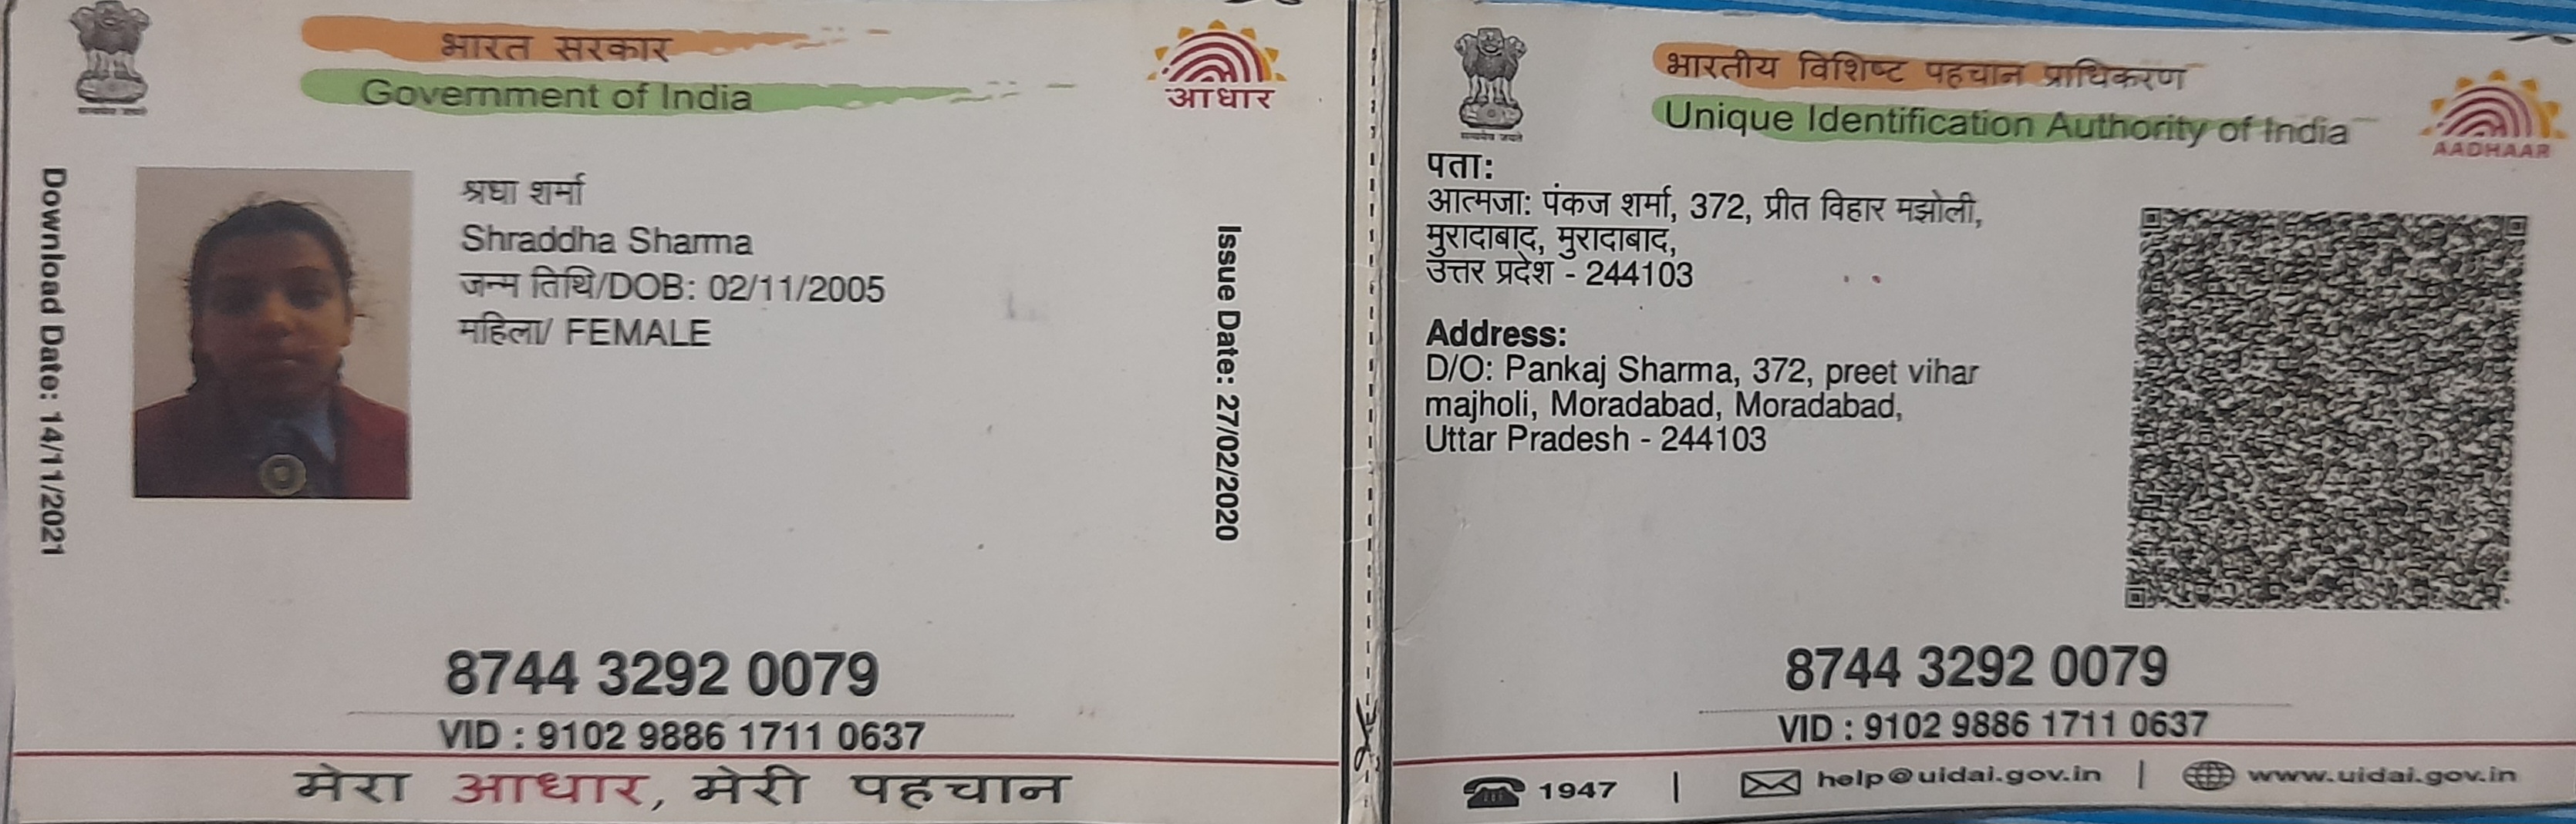 भारत सरकार
Government of India
आधार
Download Date: 14/11/2021
श्रधा शर्मा
Shraddha Sharma
जन्म तिथि/DOB: 02/11/2005
महिला/ FEMALE
Issue Date: 27/02/2020
8744 3292 0079
VID : 9102 9886 1711 0637
मेरा आधार, मेरी पहचान
भारतीय विशिष्ट पहचान प्राधिकरण
Unique Identification Authority of India
AADHAAR
सत्यमेव जयते
पता:
आत्मजा: पंकज शर्मा, 372, प्रीत विहार मझोली,
मुरादाबाद, मुरादाबाद,
उत्तर प्रदेश - 244103
Address:
D/O: Pankaj Sharma, 372, preet vihar
majholi, Moradabad, Moradabad,
Uttar Pradesh - 244103
8744 3292 0079
VID : 9102 9886 1711 0637
1947 | help@uidai.gov.in | www.uidai.gov.in